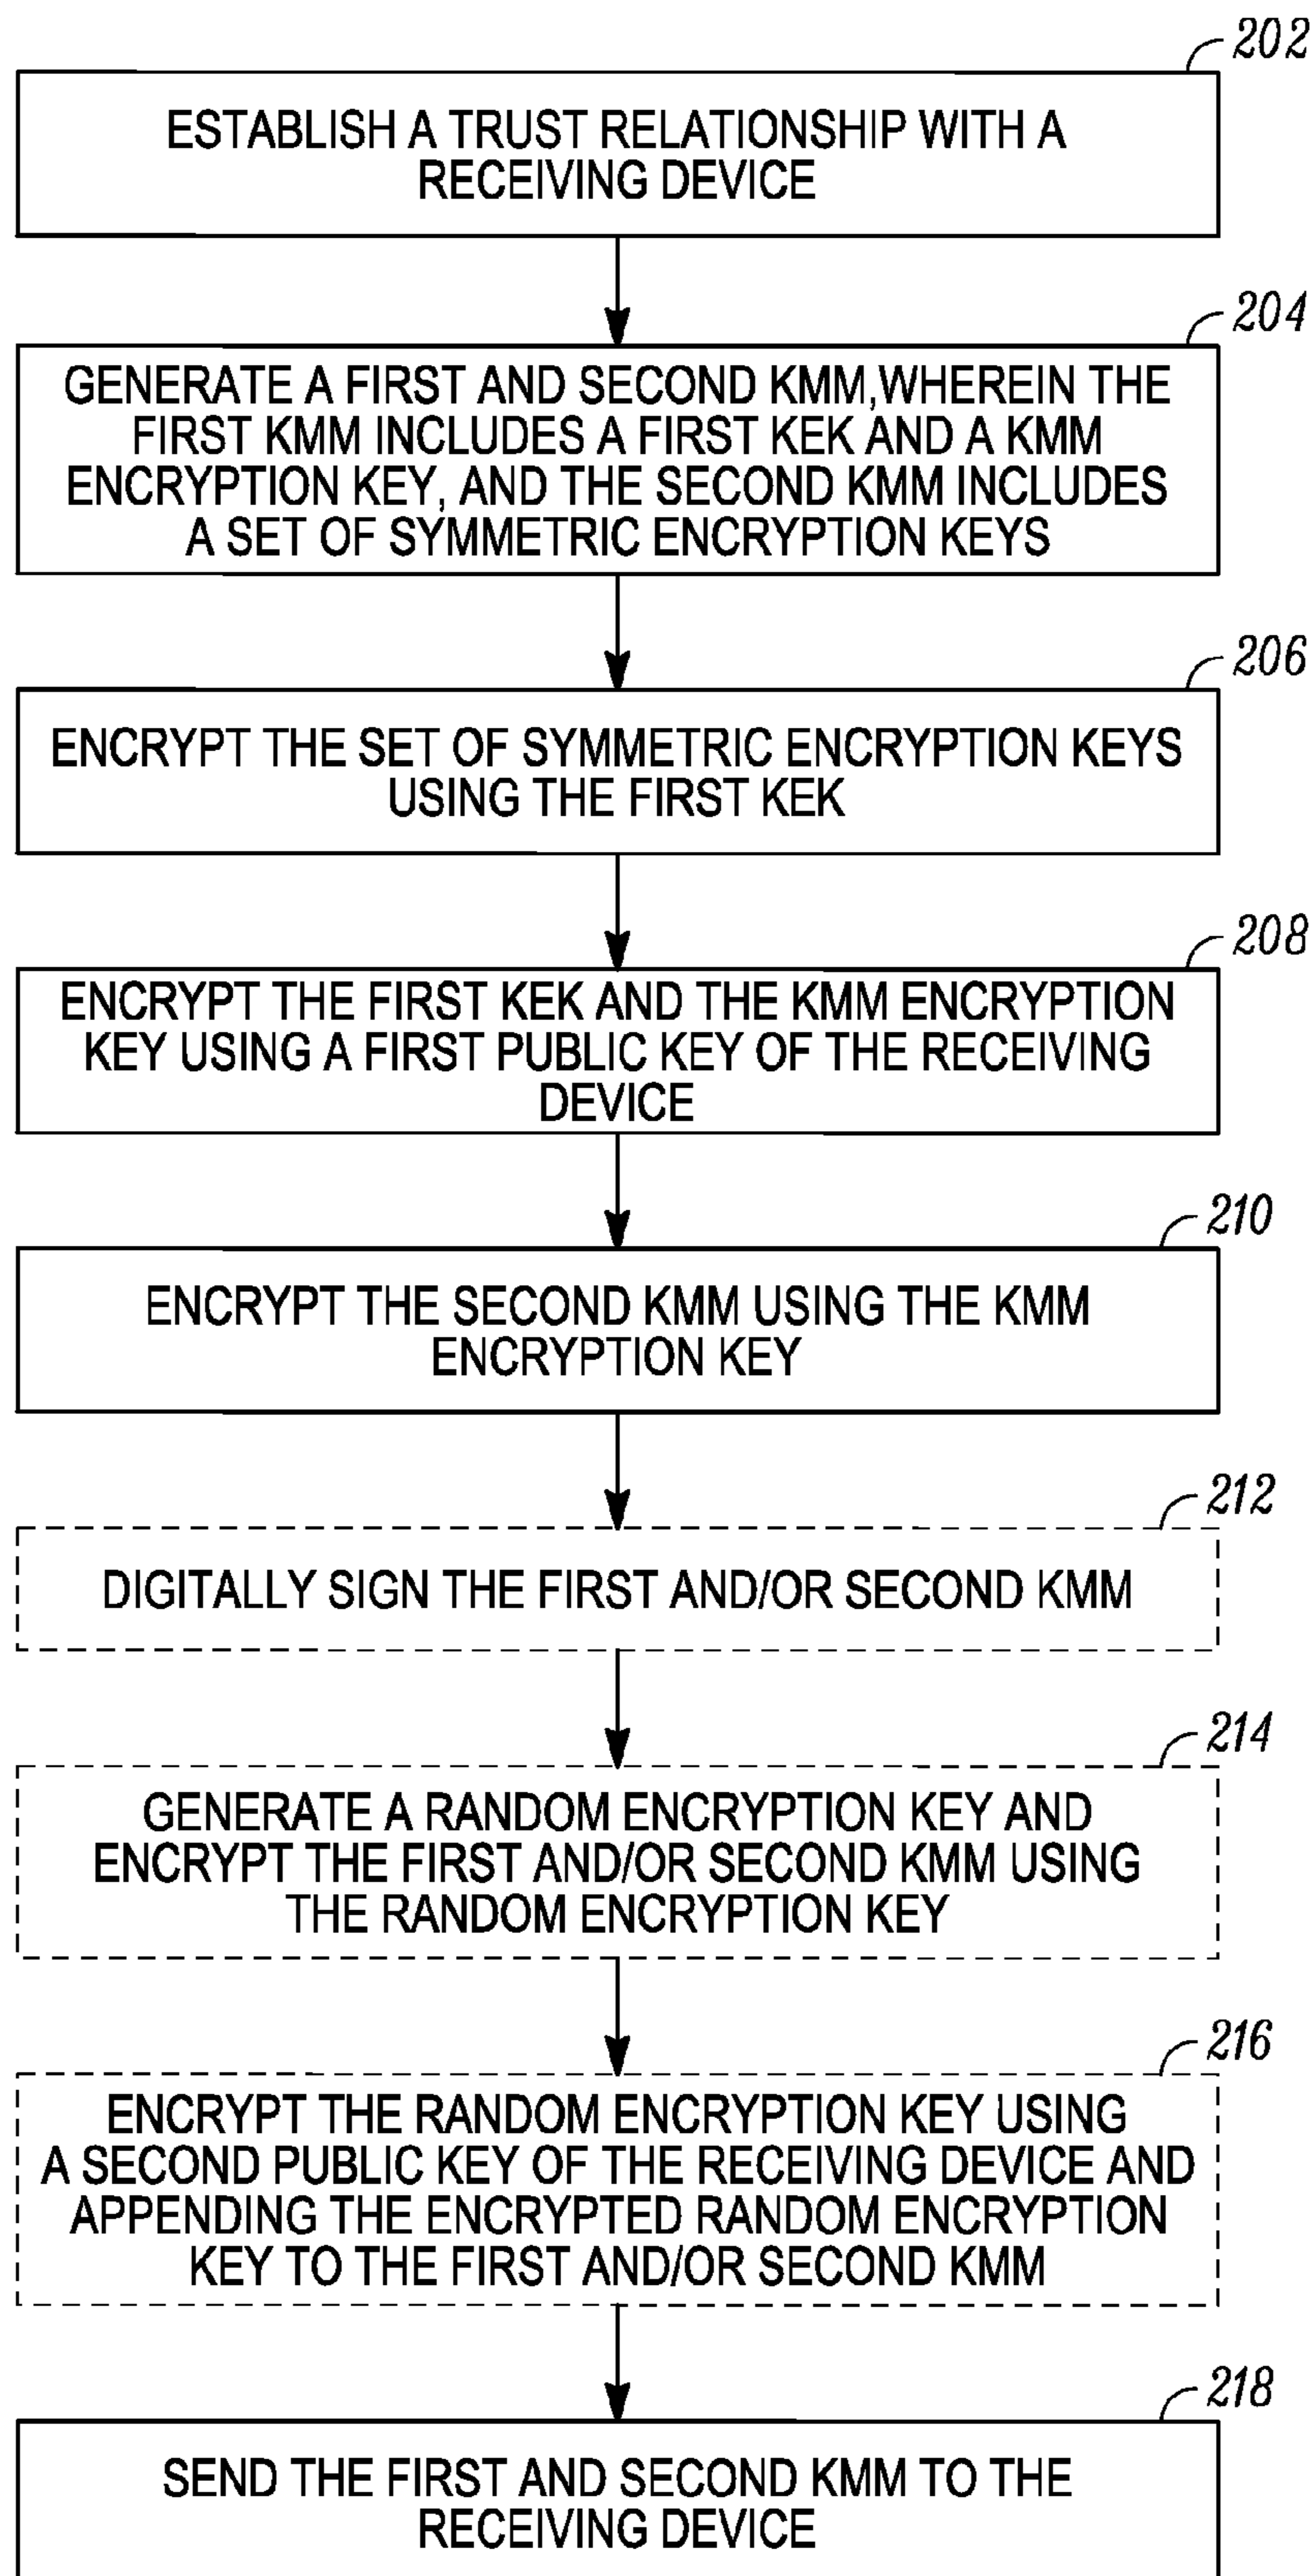 202
ESTABLISH A TRUST RELATIONSHIP WITH A
RECEIVING DEVICE
204
GENERATE A FIRST AND SECOND KMM,WHEREIN THE
FIRST KMM INCLUDES A FIRST KEK AND A KMM
ENCRYPTION KEY, AND THE SECOND KMM INCLUDES
A SET OF SYMMETRIC ENCRYPTION KEYS
206
ENCRYPT THE SET OF SYMMETRIC ENCRYPTION KEYS
USING THE FIRST KEK
208
ENCRYPT THE FIRST KEK AND THE KMM ENCRYPTION
KEY USING A FIRST PUBLIC KEY OF THE RECEIVING
DEVICE
210
ENCRYPT THE SECOND KMM USING THE KMM
ENCRYPTION KEY
212
DIGITALLY SIGN THE FIRST AND/OR SECOND KMM
214
GENERATE A RANDOM ENCRYPTION KEY AND
ENCRYPT THE FIRST AND/OR SECOND KMM USING
THE RANDOM ENCRYPTION KEY
216
ENCRYPT THE RANDOM ENCRYPTION KEY USING
A SECOND PUBLIC KEY OF THE RECEIVING DEVICE AND
APPENDING THE ENCRYPTED RANDOM ENCRYPTION
KEY TO THE FIRST AND/OR SECOND KMM
218
SEND THE FIRST AND SECOND KMM TO THE
RECEIVING DEVICE